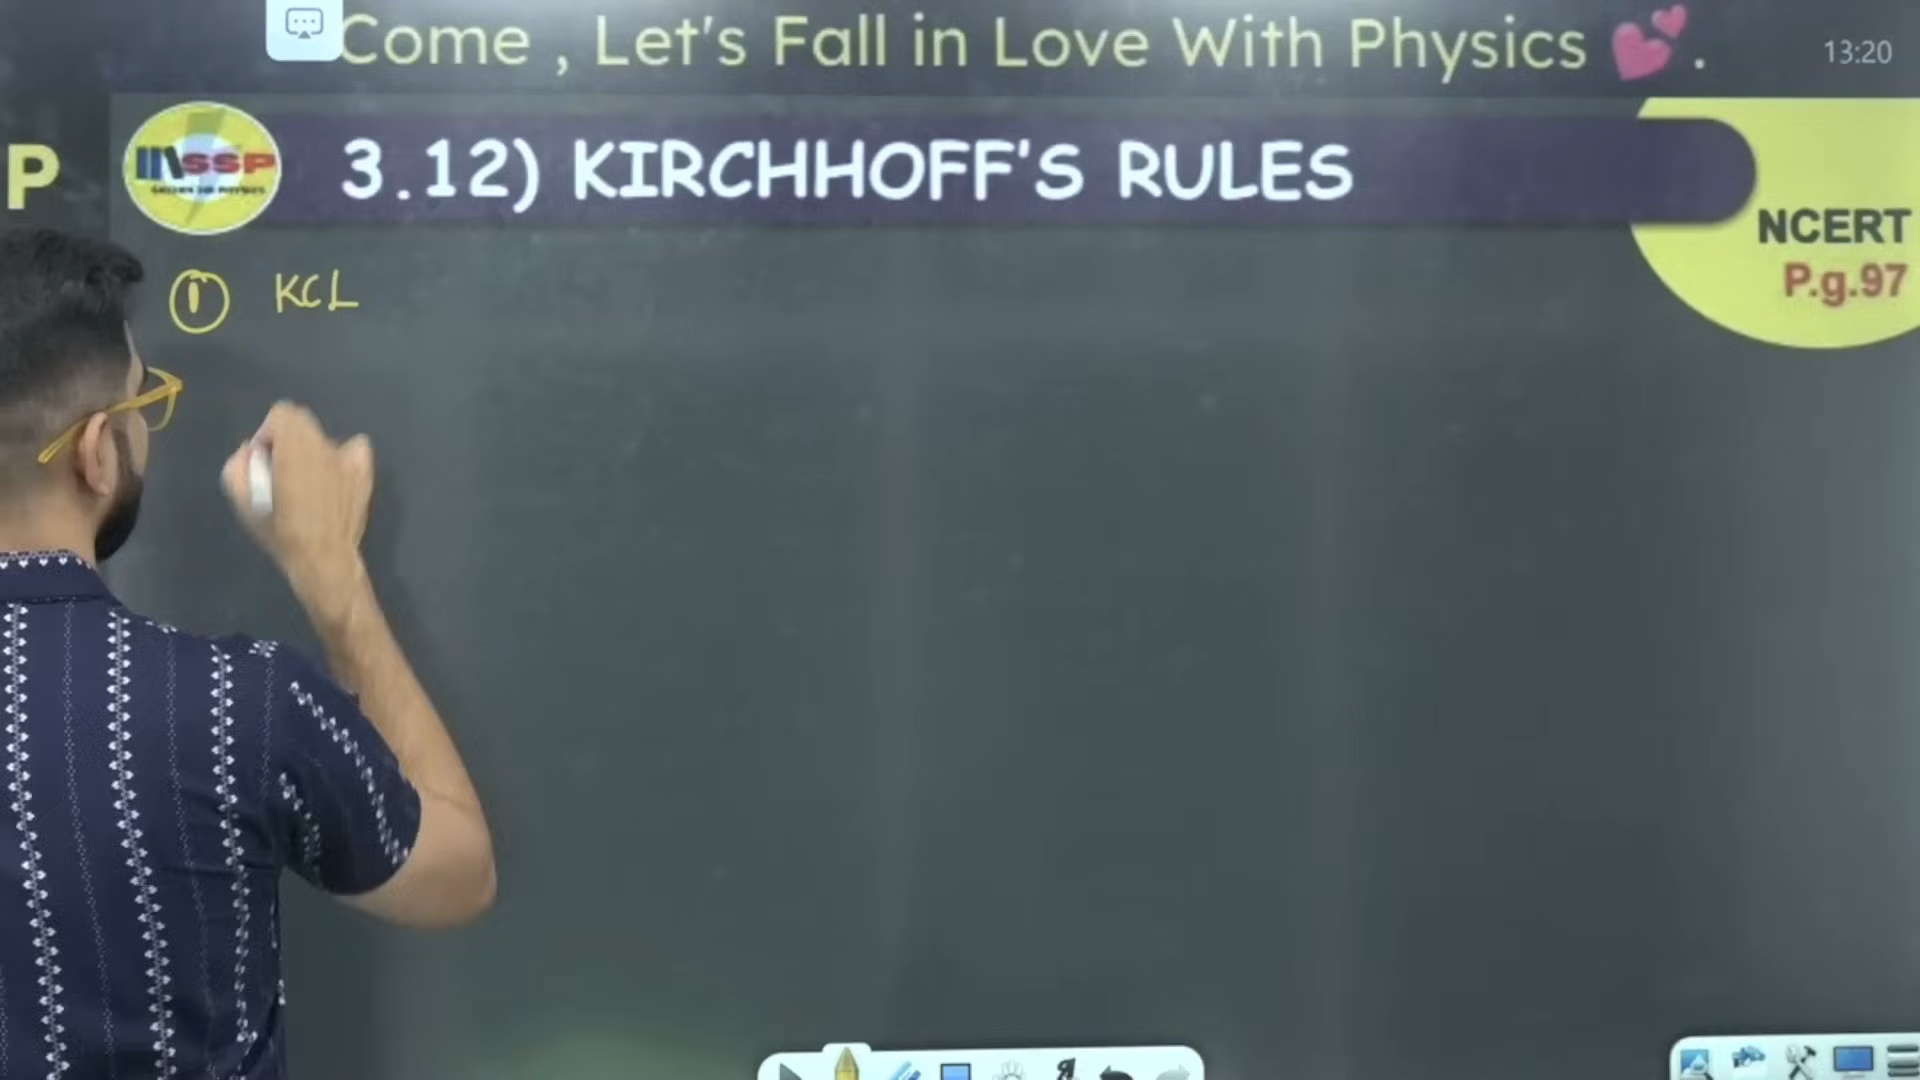 Come , Let's Fall in Love With Physics 💕 .
13:20
P
SSP
3.12) KIRCHHOFF'S RULES
NCERT
P.g.97
① KCL